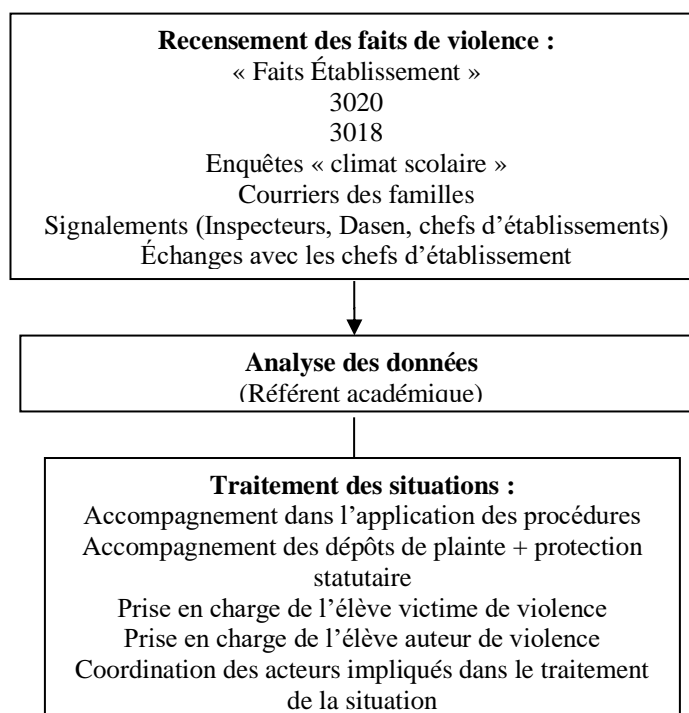 Recensement des faits de violence :
« Faits Établissement »
3020
3018
Enquêtes « climat scolaire »
Courriers des familles
Signalements (Inspecteurs, Dasen, chefs d’établissements)
Échanges avec les chefs d’établissement
Analyse des données
(Référent académique)
Traitement des situations :
Accompagnement dans l’application des procédures
Accompagnement des dépôts de plainte + protection
statutaire
Prise en charge de l’élève victime de violence
Prise en charge de l’élève auteur de violence
Coordination des acteurs impliqués dans le traitement
de la situation